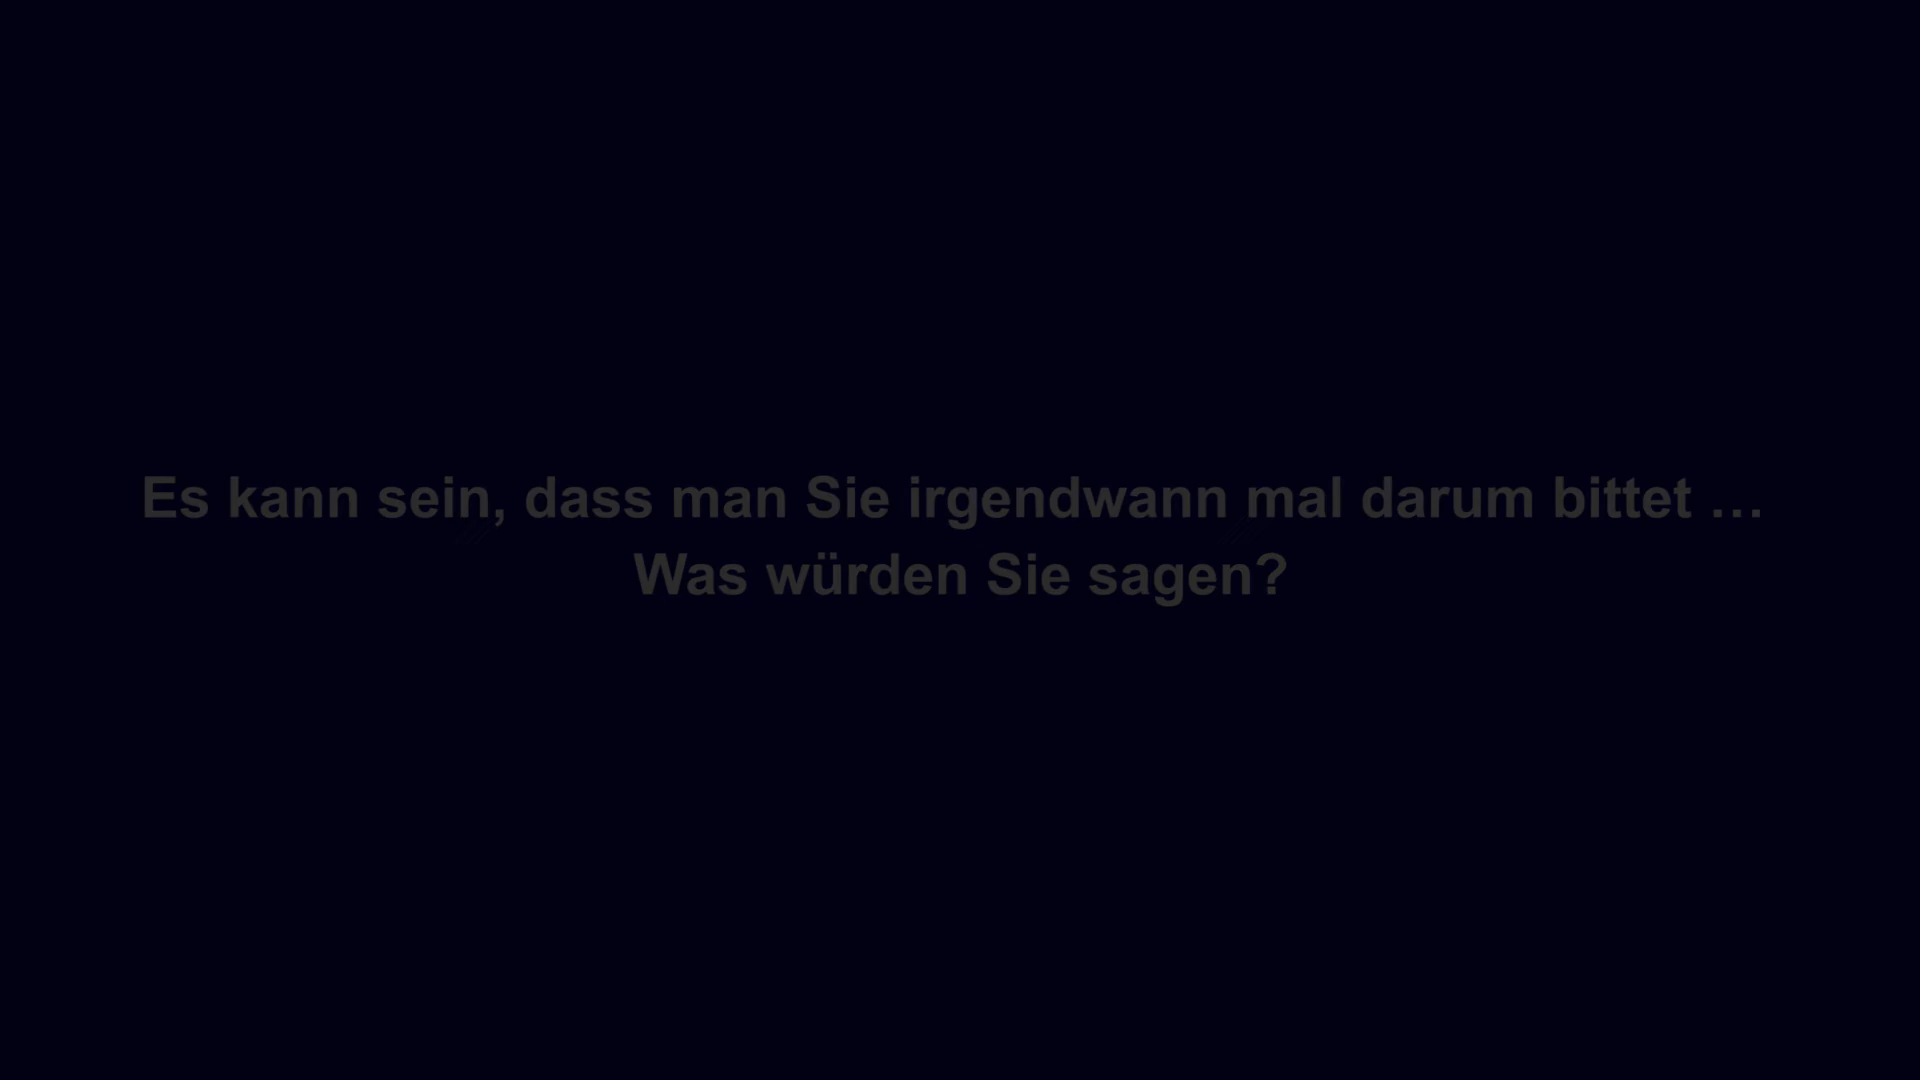 Es kann sein, dass man Sie irgendwann mal darum bittet …
Was würden Sie sagen?